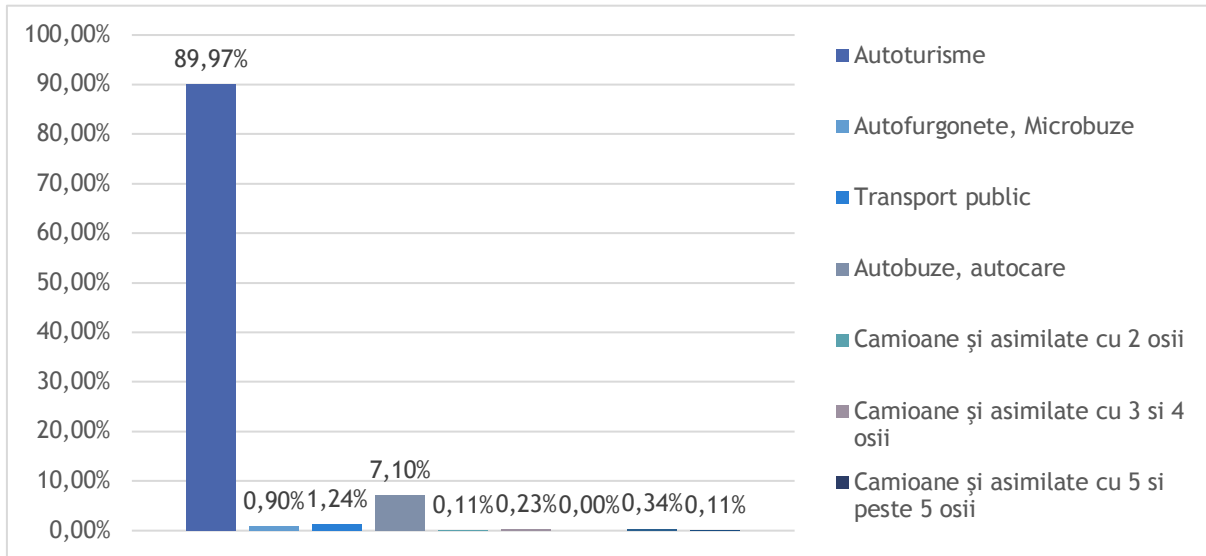 100,00%
90,00%
80,00%
70,00%
60,00%
50,00%
40,00%
30,00%
20,00%
10,00%
0,00%
89,97%
0,90%
1,24%
7,10%
0,11%
0,23%
0,00%
0,34%
0,11%
Autoturisme
Autofurgonete, Microbuze
Transport public
Autobuze, autocare
Camioane şi asimilate cu 2 osii
Camioane şi asimilate cu 3 si 4
osii
Camioane şi asimilate cu 5 si
peste 5 osii